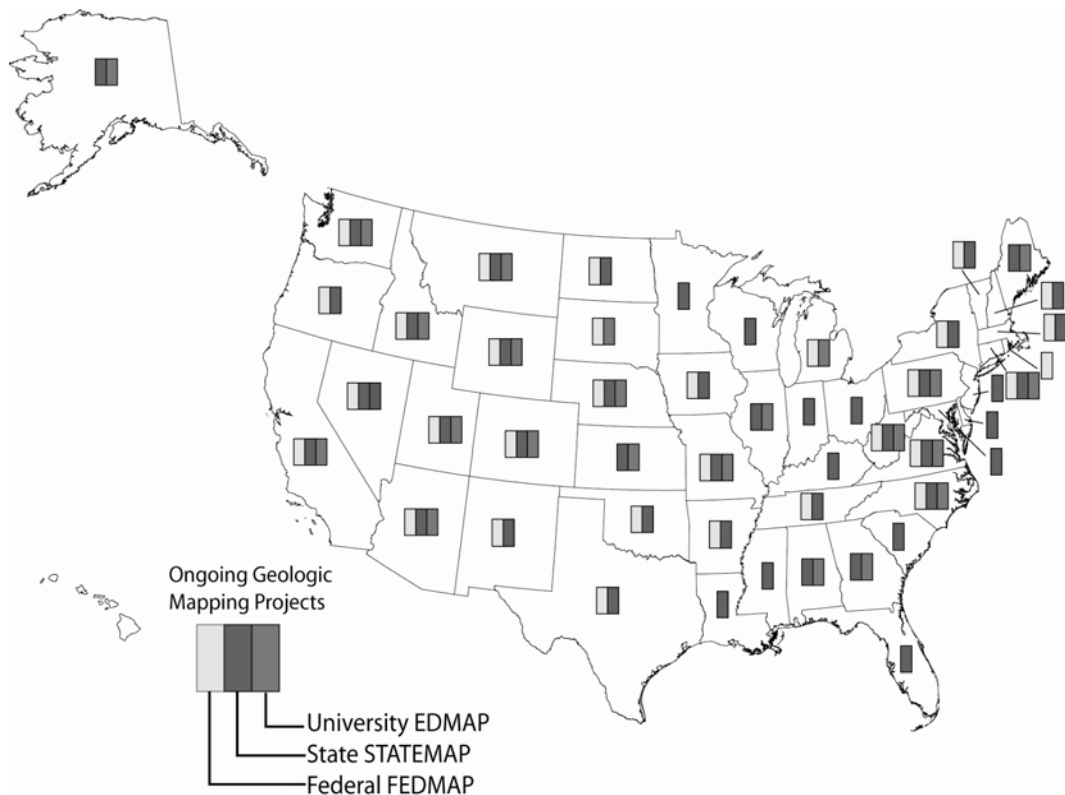 Ongoing Geologic
Mapping Projects
University EDMAP
State STATEMAP
Federal FEDMAP